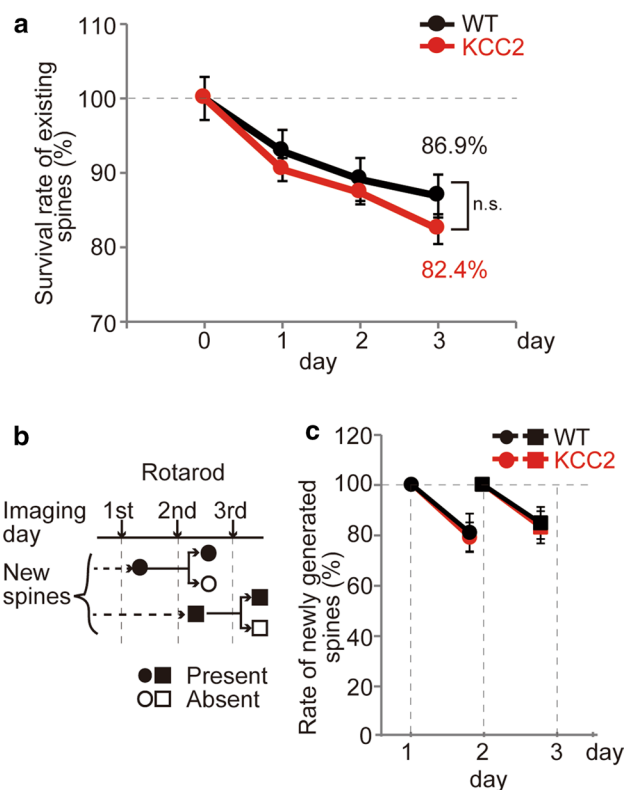 a
WT
KCC2
Survival rate of existing
spines (%)
110
100
90
80
70
86.9%
n.s.
82.4%
0 1 2 3 day
day
b
Rotarod
Imaging
day
1st 2nd 3rd
New
spines
Present
Absent
c
WT
KCC2
Rate of newly generated
spines (%)
120
100
80
60
40
20
0
1 2 3 day
day